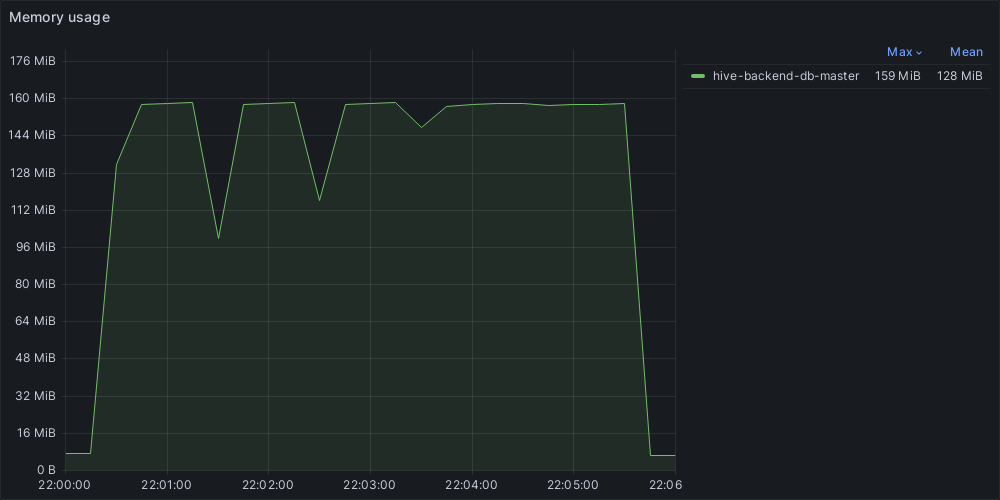 Memory usage
Max Mean
hive-backend-db-master 159 MiB 128 MiB
176 MiB
160 MiB
144 MiB
128 MiB
112 MiB
96 MiB
80 MiB
64 MiB
48 MiB
32 MiB
16 MiB
0 B
22:00:00 22:01:00 22:02:00 22:03:00 22:04:00 22:05:00 22:06